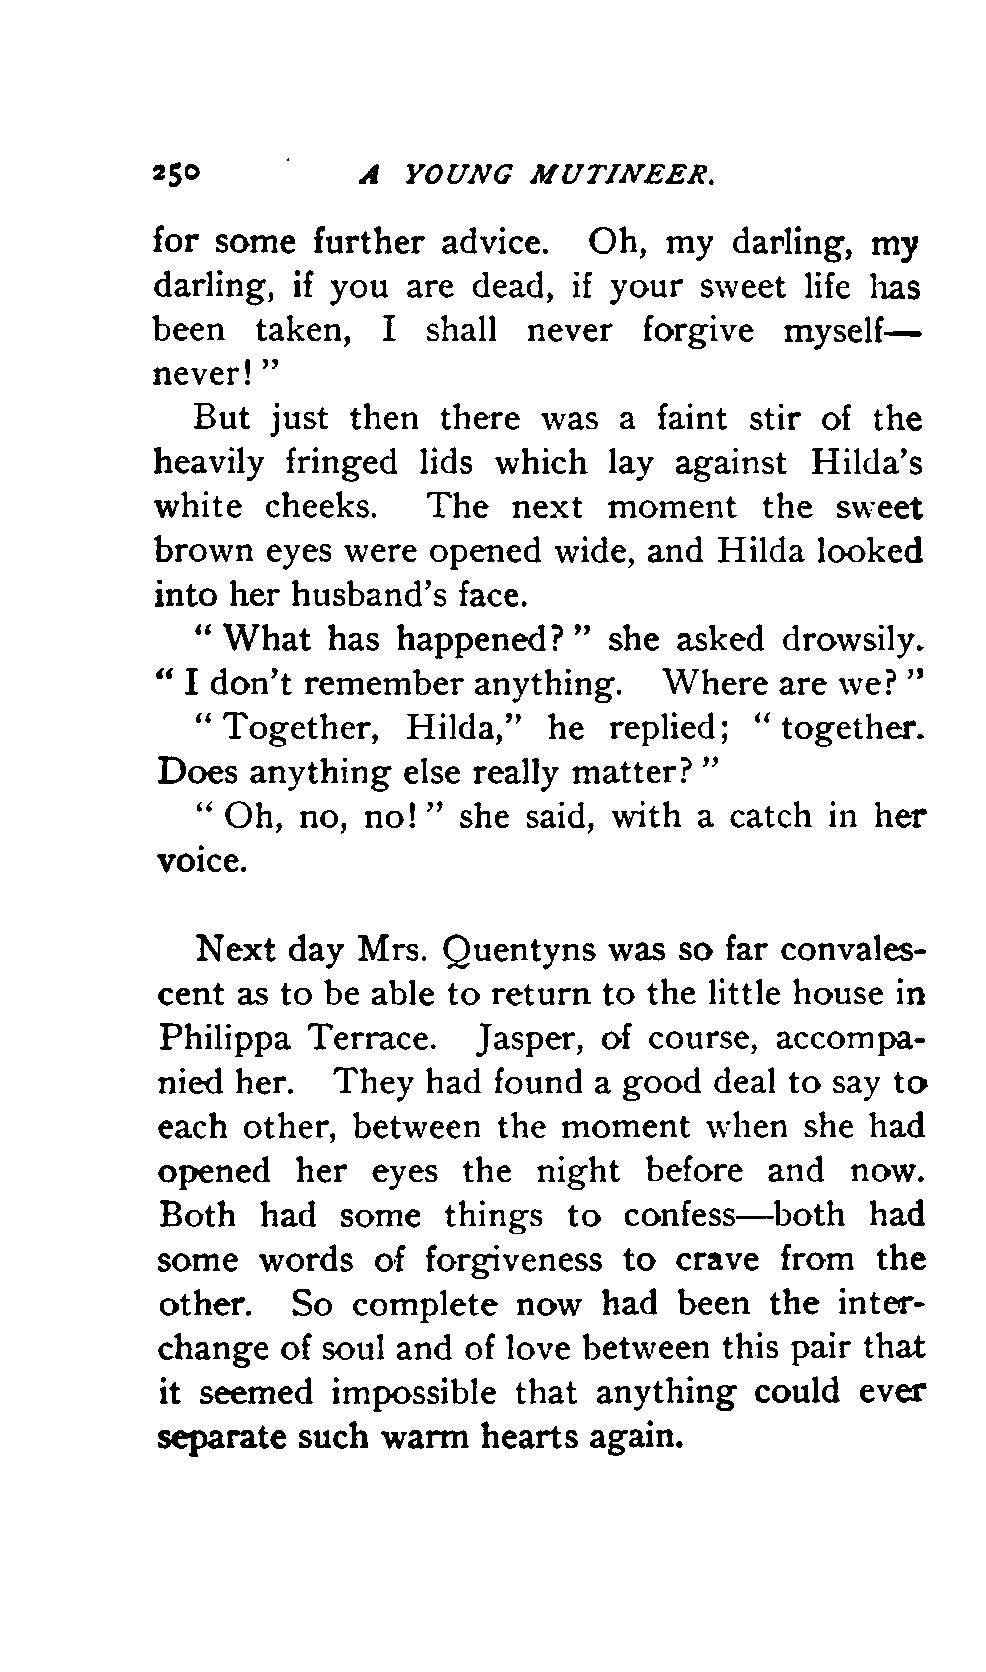 250 A YOUNG MUTINEER.
for some further advice. Oh, my darling, my
darling, if you are dead, if your sweet life has
been taken, I shall never forgive myself—
never!”
But just then there was a faint stir of the
heavily fringed lids which lay against Hilda's
white cheeks. The next moment the sweet
brown eyes were opened wide, and Hilda looked
into her husband's face.
“What has happened?” she asked drowsily.
“I don't remember anything. Where are we?”
“Together, Hilda,” he replied; “together.
Does anything else really matter?”
“Oh, no, no!” she said, with a catch in her
voice.
Next day Mrs. Quentyns was so far convales-
cent as to be able to return to the little house in
Philippa Terrace. Jasper, of course, accompa-
nied her. They had found a good deal to say to
each other, between the moment when she had
opened her eyes the night before and now.
Both had some things to confess—both had
some words of forgiveness to crave from the
other. So complete now had been the inter-
change of soul and of love between this pair that
it seemed impossible that anything could ever
separate such warm hearts again.